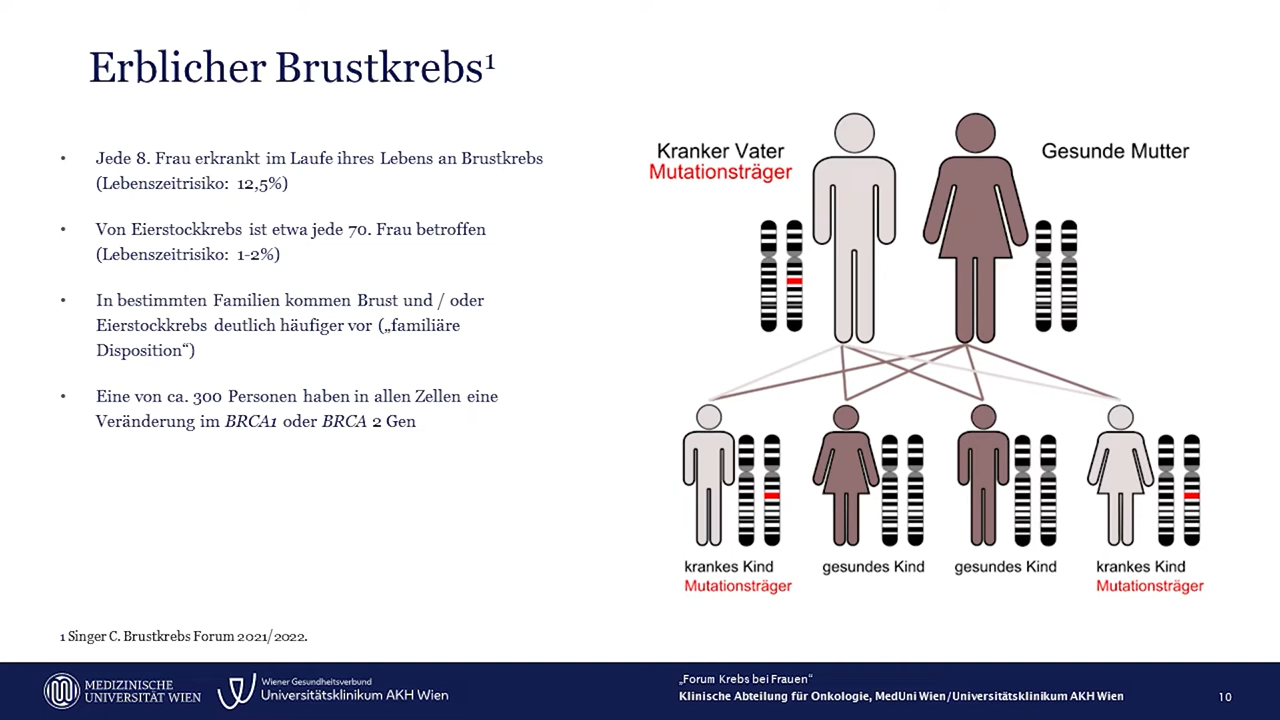 Erblicher Brustkrebs¹
• Jede 8. Frau erkrankt im Laufe ihres Lebens an Brustkrebs
(Lebenszeitrisiko: 12,5%)
• Von Eierstockkrebs ist etwa jede 70. Frau betroffen
(Lebenszeitrisiko: 1-2%)
• In bestimmten Familien kommen Brust und / oder
Eierstockkrebs deutlich häufiger vor („familiäre
Disposition“)
• Eine von ca. 300 Personen haben in allen Zellen eine
Veränderung im BRCA1 oder BRCA 2 Gen
Kranker Vater
Mutationsträger
Gesunde Mutter
krankes Kind
Mutationsträger
gesundes Kind
gesundes Kind
krankes Kind
Mutationsträger
1 Singer C. Brustkrebs Forum 2021/2022.
MEDIZINISCHE
UNIVERSITÄT WIEN
Wiener Gesundheitsverbund
Universitätsklinikum AKH Wien
„Forum Krebs bei Frauen“
Klinische Abteilung für Onkologie, MedUni Wien/Universitätsklinikum AKH Wien
10